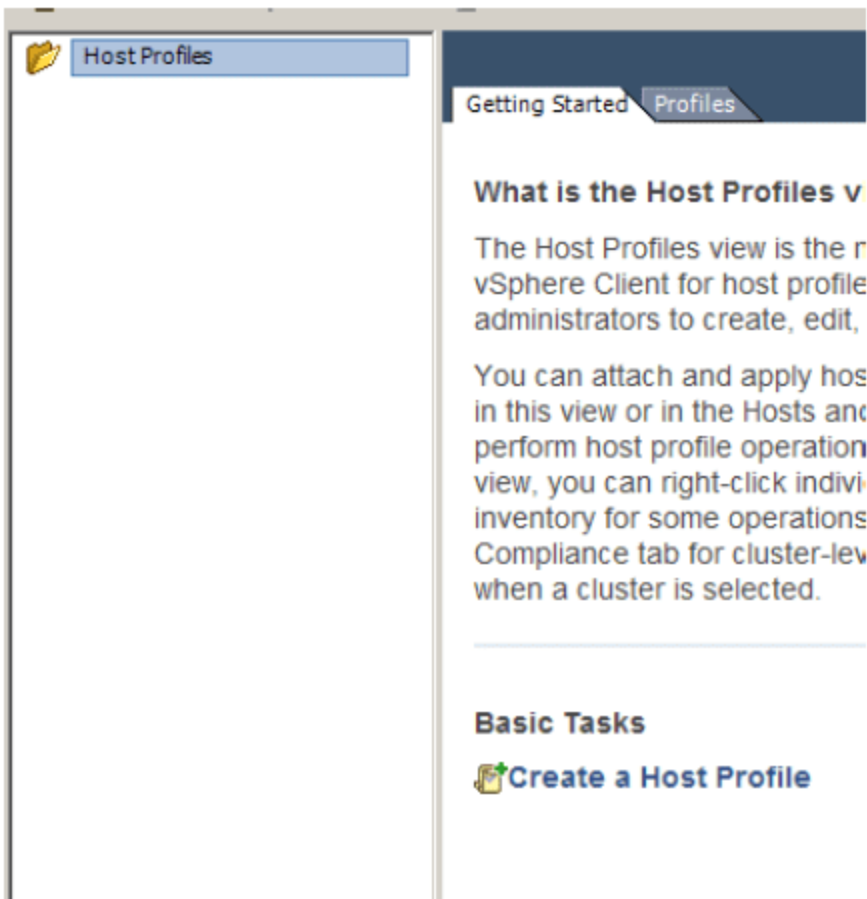 Host Profiles
Getting Started Profiles
What is the Host Profiles v
The Host Profiles view is the
vSphere Client for host profile
administrators to create, edit,
You can attach and apply hos
in this view or in the Hosts and
perform host profile operation
view, you can right-click indivi
inventory for some operations
Compliance tab for cluster-lev
when a cluster is selected.
Basic Tasks
Create a Host Profile